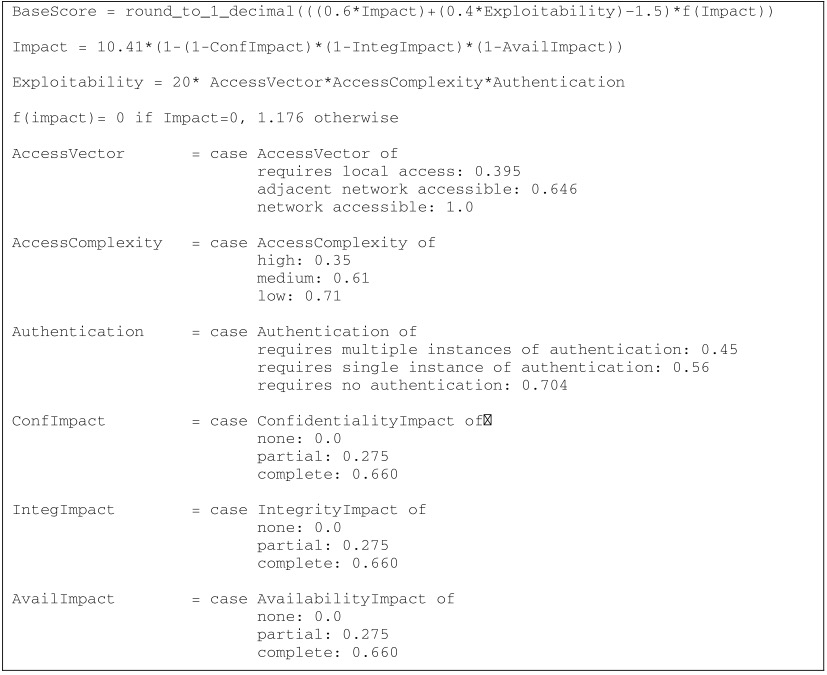 BaseScore = round_to_1_decimal(((0.6*Impact)+(0.4*Exploitability)–1.5)*f(Impact))
Impact = 10.41*(1-(1-ConfImpact)*(1-IntegImpact)*(1-AvailImpact))
Exploitability = 20* AccessVector*AccessComplexity*Authentication
f(impact)= 0 if Impact=0, 1.176 otherwise
AccessVector = case AccessVector of
requires local access: 0.395
adjacent network accessible: 0.646
network accessible: 1.0
AccessComplexity = case AccessComplexity of
high: 0.35
medium: 0.61
low: 0.71
Authentication = case Authentication of
requires multiple instances of authentication: 0.45
requires single instance of authentication: 0.56
requires no authentication: 0.704
ConfImpact = case ConfidentialityImpact of
none: 0.0
partial: 0.275
complete: 0.660
IntegImpact = case IntegrityImpact of
none: 0.0
partial: 0.275
complete: 0.660
AvailImpact = case AvailabilityImpact of
none: 0.0
partial: 0.275
complete: 0.660